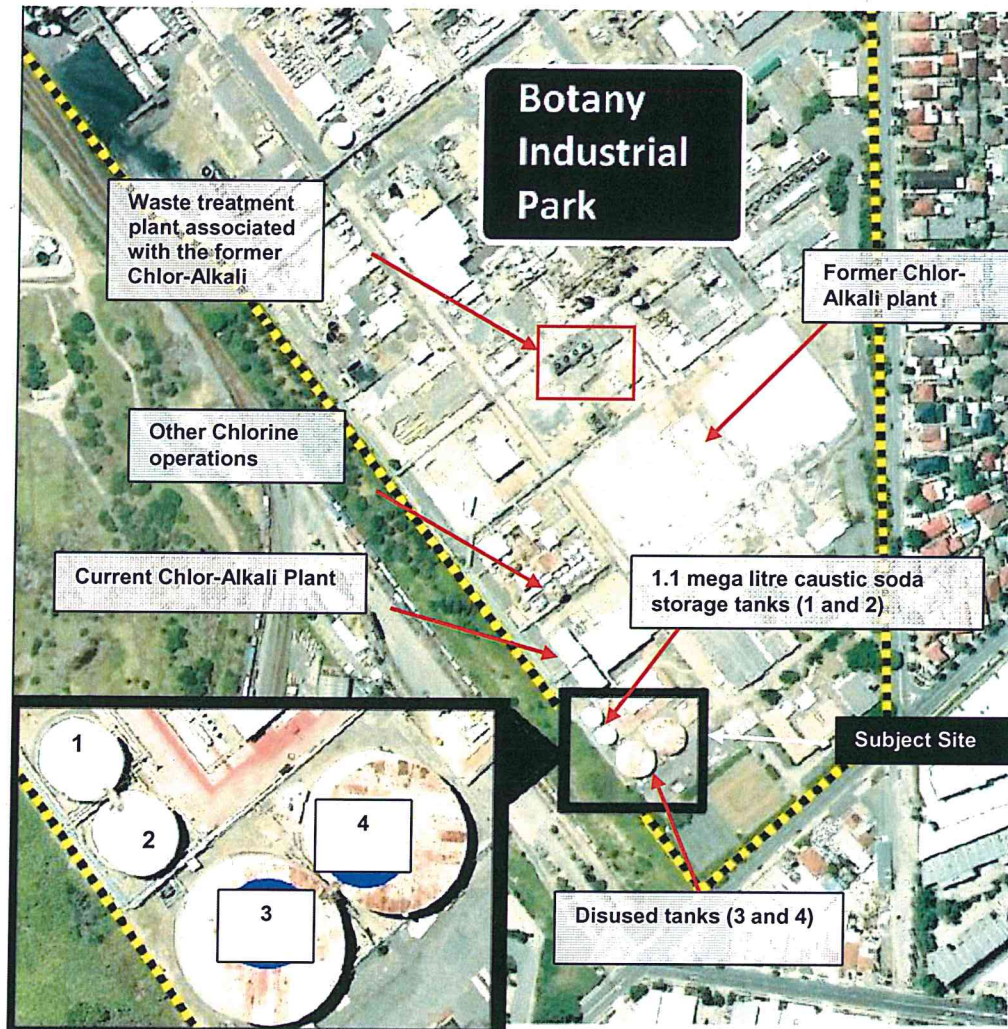 Botany
Industrial
Park
Waste treatment
plant associated
with the former
Chlor-Alkali
Former Chlor-
Alkali plant
Other Chlorine
operations
Current Chlor-Alkali Plant
1.1 mega litre caustic soda
storage tanks (1 and 2)
Subject Site
1
2
4
3
Disused tanks (3 and 4)